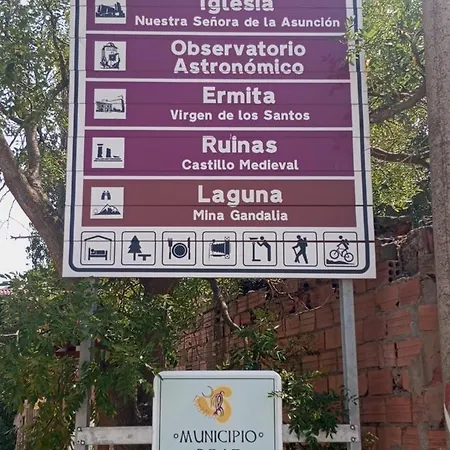 Iglesia
Nuestra Señora de la Asunción
Observatorio
Astronómico
Ermita
Virgen de los Santos
Ruinas
Castillo Medieval
Laguna
Mina Gandalia
MUNICIPIO